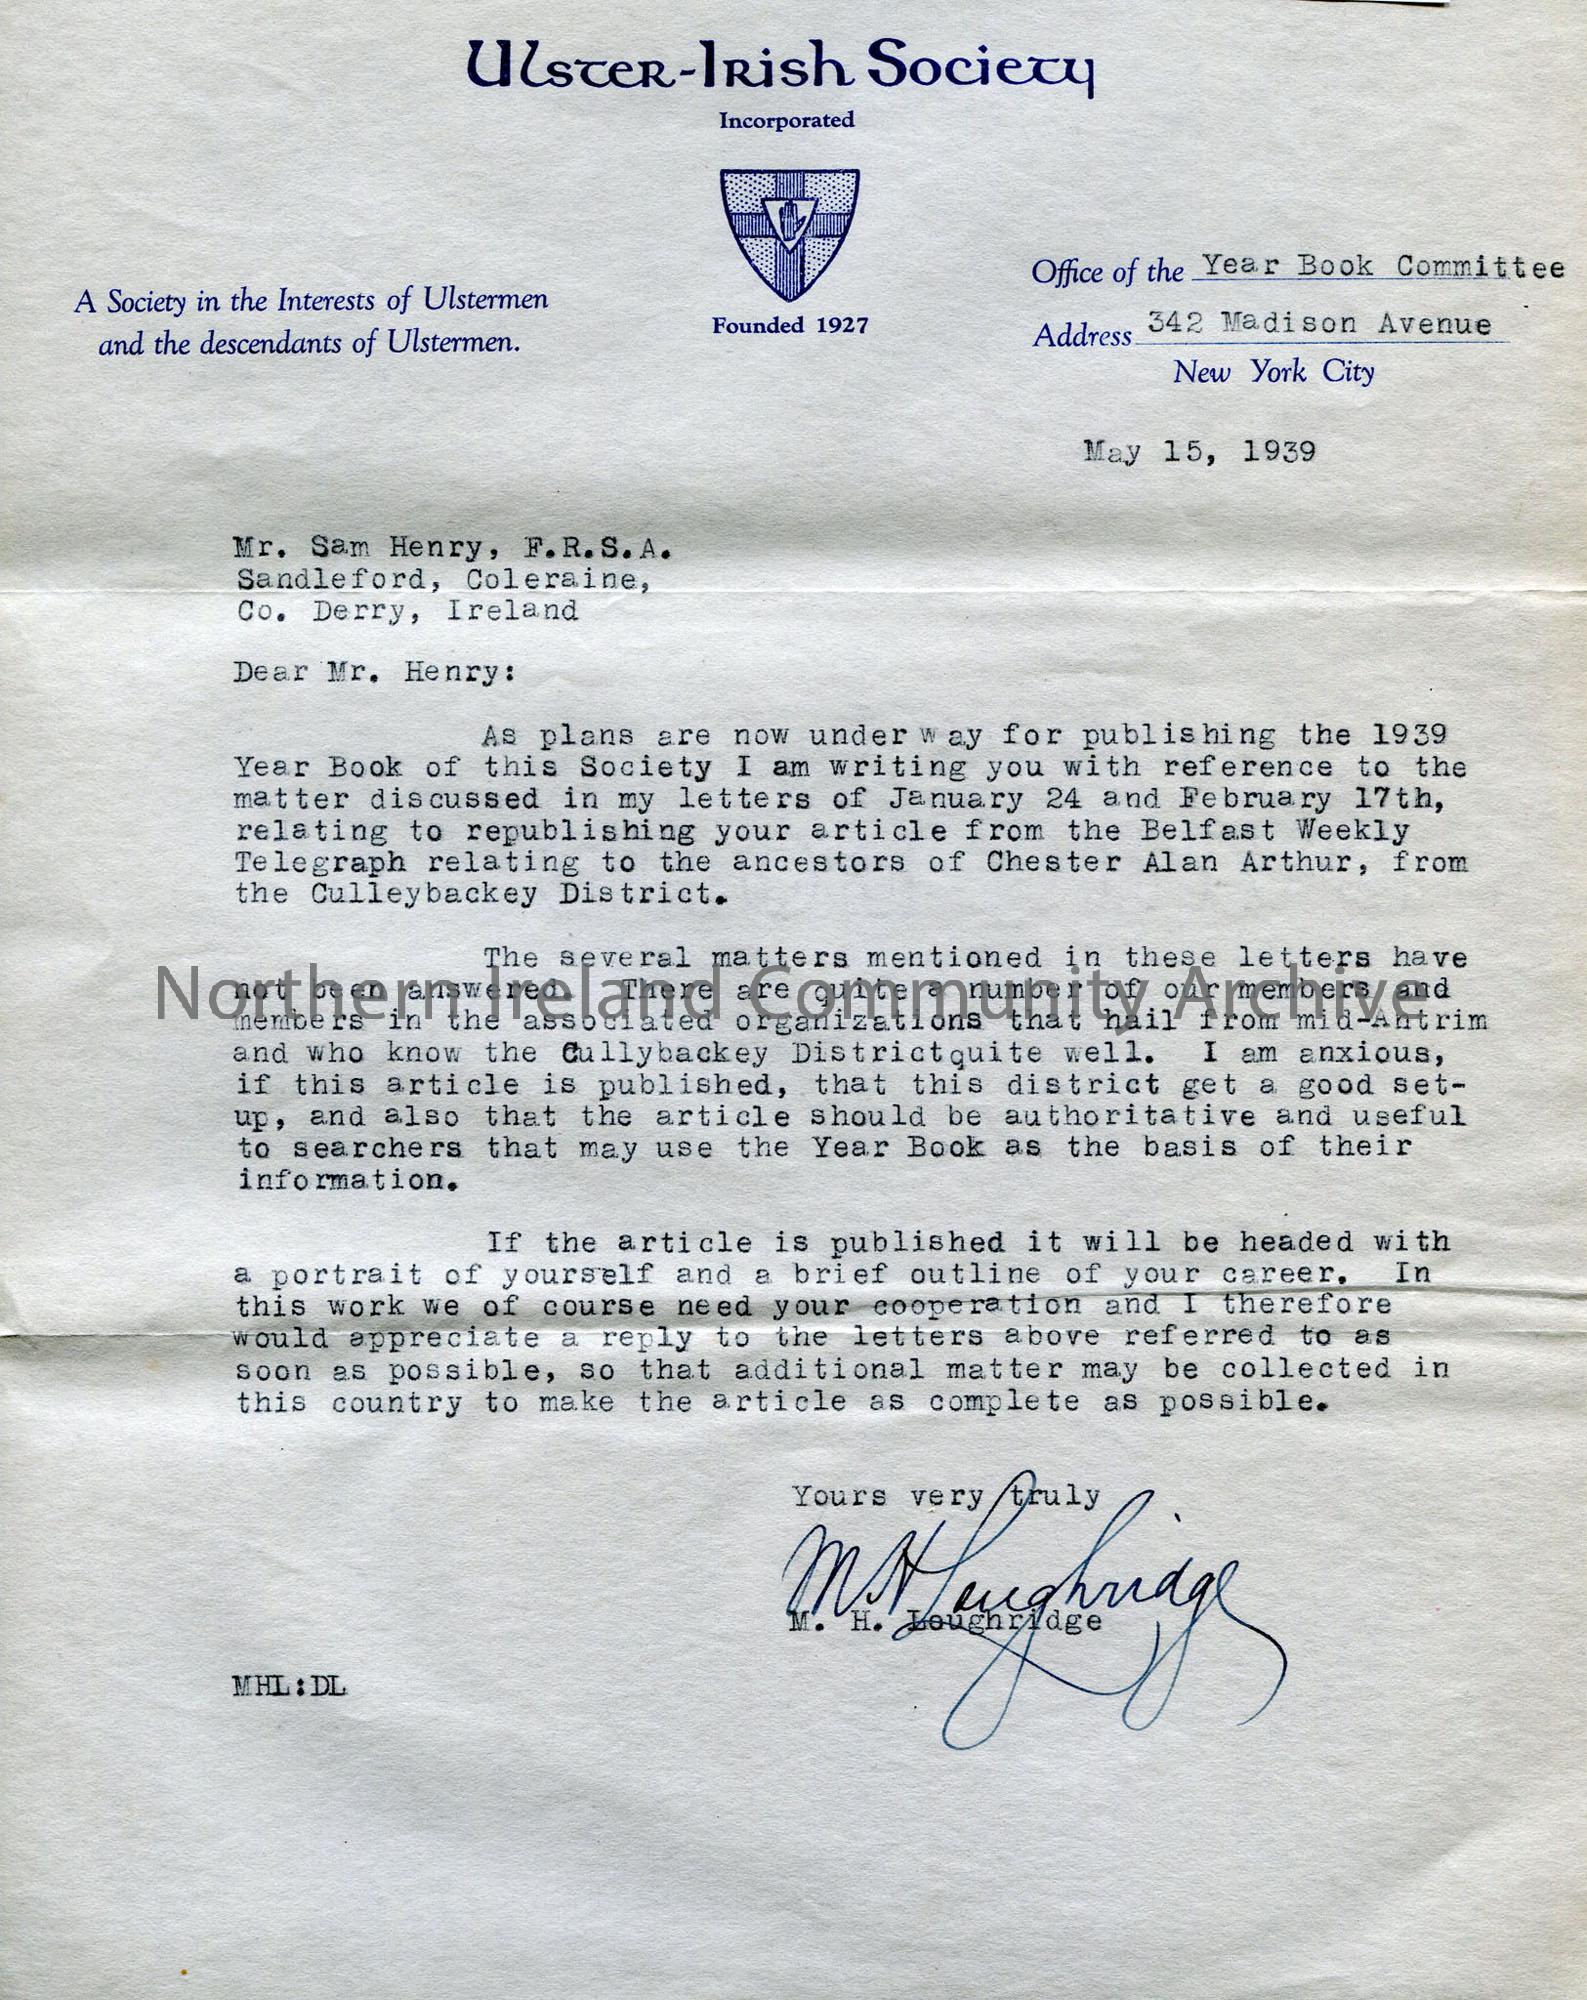 Ulster-Irish Society
Incorporated
Founded 1927
A Society in the Interests of Ulstermen
and the descendants of Ulstermen.
Office of the Year Book Committee
Address 342 Madison Avenue
New York City
May 15, 1939
Mr. Sam Henry, F.R.S.A.
Sandleford, Coleraine,
Co. Derry, Ireland
Dear Mr. Henry:
As plans are now under way for publishing the 1939
Year Book of this Society I am writing you with reference to the
matter discussed in my letters of January 24 and February 17th,
relating to republishing your article from the Belfast Weekly
Telegraph relating to the ancestors of Chester Alan Arthur, from
the Culleybackey District.
The several matters mentioned in these letters have
not been answered. There are quite a number of our members and
members in the associated organizations that hail from mid-Antrim
and who know the Cullybackey Districtquite well. I am anxious,
if this article is published, that this district get a good set-
up, and also that the article should be authoritative and useful
to searchers that may use the Year Book as the basis of their
information.
If the article is published it will be headed with
a portrait of yourself and a brief outline of your career. In
this work we of course need your cooperation and I therefore
would appreciate a reply to the letters above referred to as
soon as possible, so that additional matter may be collected in
this country to make the article as complete as possible.
Yours very truly
M H Loughridge
M. H. Loughridge
MHL:DL
Northern Ireland Community Archive